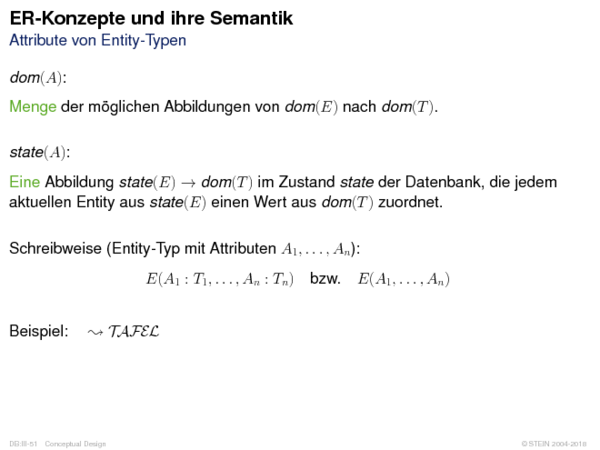 ER-Konzepte und ihre Semantik
Attribute von Entity-Typen
dom(A):
Menge der möglichen Abbildungen von dom(E) nach dom(T).
state(A):
Eine Abbildung state(E) → dom(T) im Zustand state der Datenbank, die jedem
aktuellen Entity aus state(E) einen Wert aus dom(T) zuordnet.
Schreibweise (Entity-Typ mit Attributen A₁, . . . , Aₙ):
E(A₁ : T₁, . . . , Aₙ : Tₙ) bzw. E(A₁, . . . , Aₙ)
Beispiel: ⇝ TAFEL
DB:III-51 Conceptual Design © STEIN 2004-2018